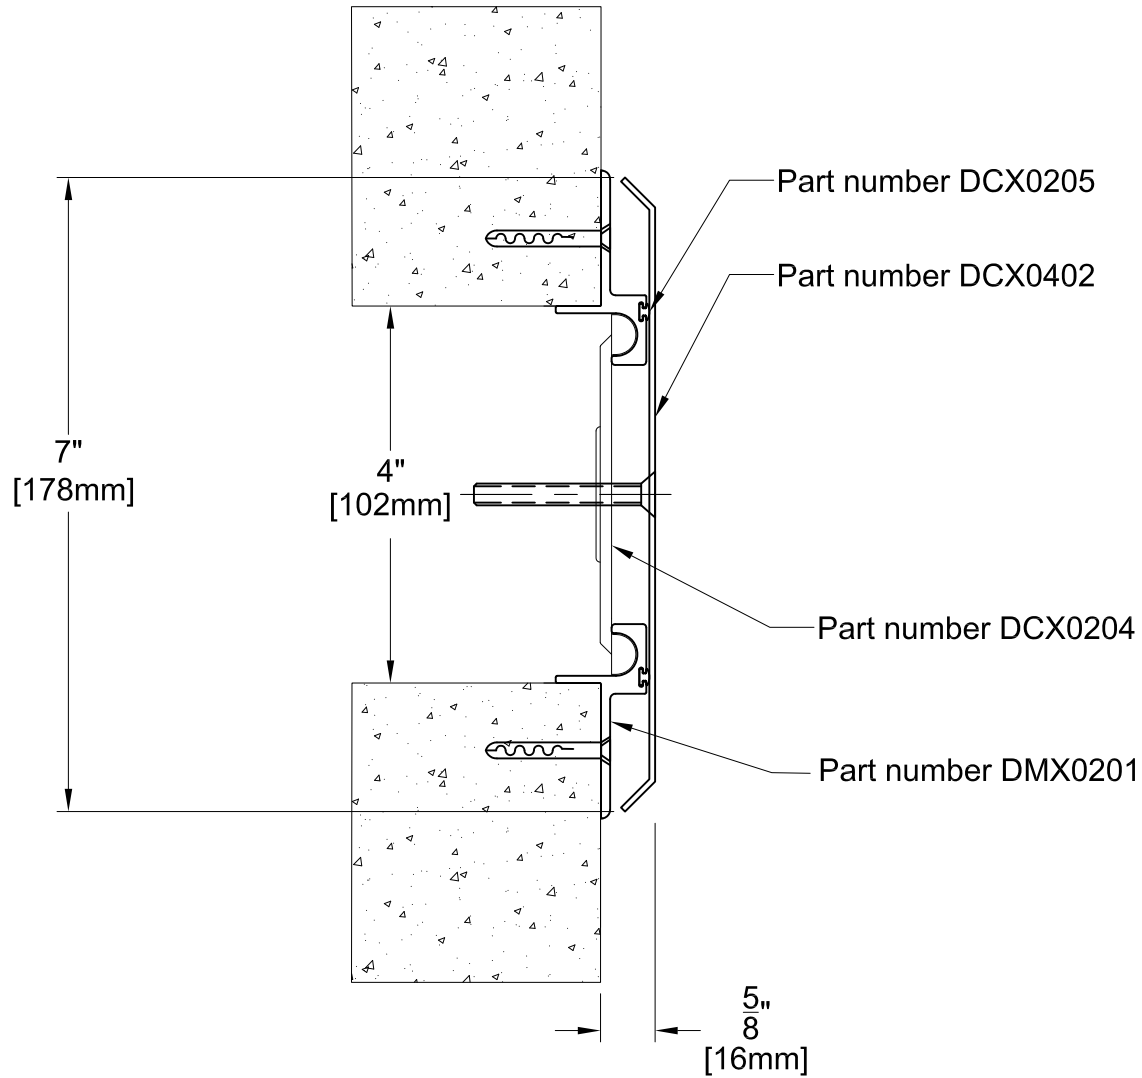 Part number DCX0205
Part number DCX0402
7"
[178mm]
4"
[102mm]
Part number DCX0204
Part number DMX0201
5/8"
[16mm]